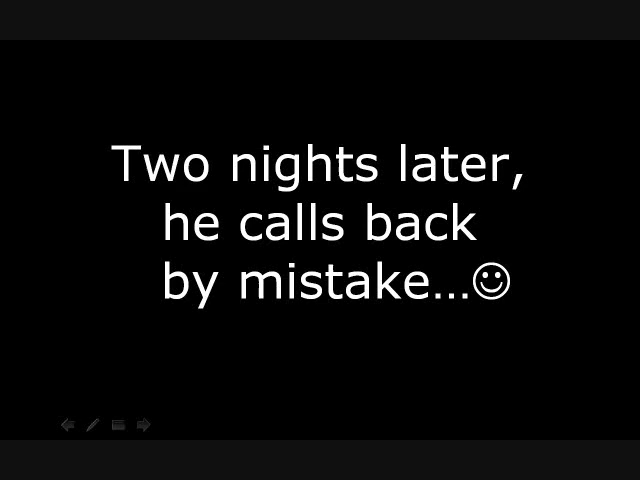 Two nights later,
he calls back
by mistake…☺